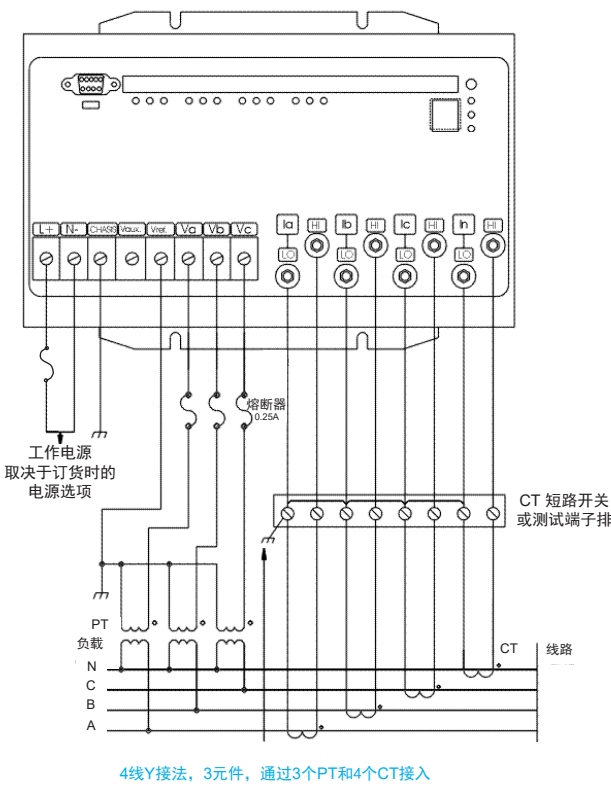 L+ N- CHASIS Vaux. Vref. Va Vb Vc
Ia HI Ib HI Ic HI In HI
LO LO LO LO
熔断器
0.25A
工作电源
取决于订货时的
电源选项
CT 短路开关
或测试端子排
PT
负载
CT 线路
N
C
B
A
4线Y接法，3元件，通过3个PT和4个CT接入